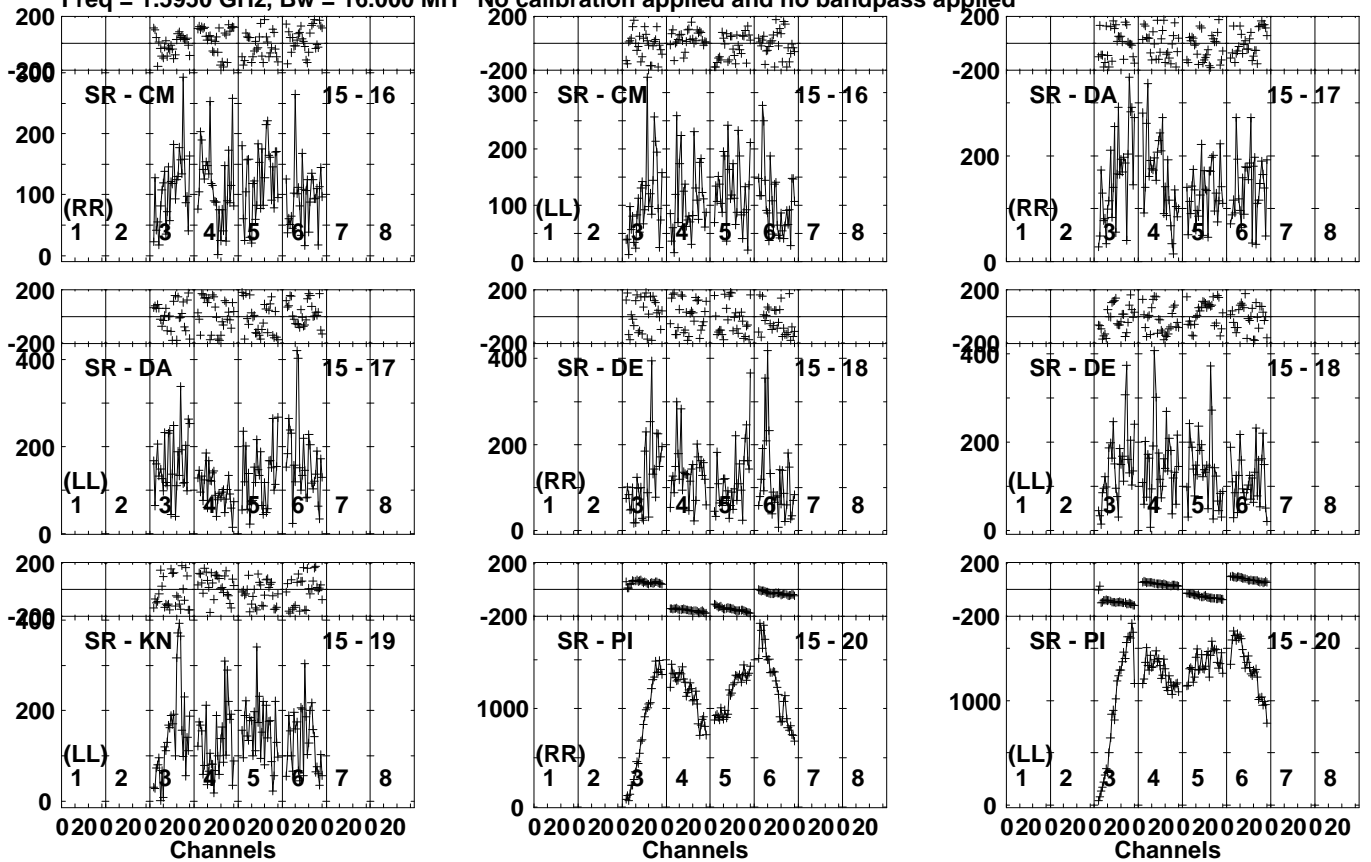 Freq = 1.5950 GHz, Bw = 16.000 MH No calibration applied and no bandpass applied
200 200 200
-200 -200 -200
300
SR - CM 15 - 16 300 SR - CM 15 - 16 SR - DA 15 - 17
200 200 200
100 100
(RR) (LL) (RR)
1 2 3 4 5 6 7 8 1 2 3 4 5 6 7 8 1 2 3 4 5 6 7 8
0 0 0
200 200 200
-200 -200 -200
400 400 400
SR - DA 15 - 17 SR - DE 15 - 18 SR - DE 15 - 18
200 200 200
(LL) (RR) (LL)
1 2 3 4 5 6 7 8 1 2 3 4 5 6 7 8 1 2 3 4 5 6 7 8
0 0 0
200 200 200
-200 -200 -200
400
SR - KN 15 - 19 SR - PI 15 - 20 SR - PI 15 - 20
200 1000 1000
(LL) (RR) (LL)
1 2 3 4 5 6 7 8 1 2 3 4 5 6 7 8 1 2 3 4 5 6 7 8
0 0 0
0 20 0 20 0 20 0 20 0 20 0 20 0 20 0 20 0 20 0 20 0 20 0 20 0 20 0 20 0 20 0 20 0 20 0 20 0 20 0 20 0 20 0 20 0 20 0 20
Channels Channels Channels